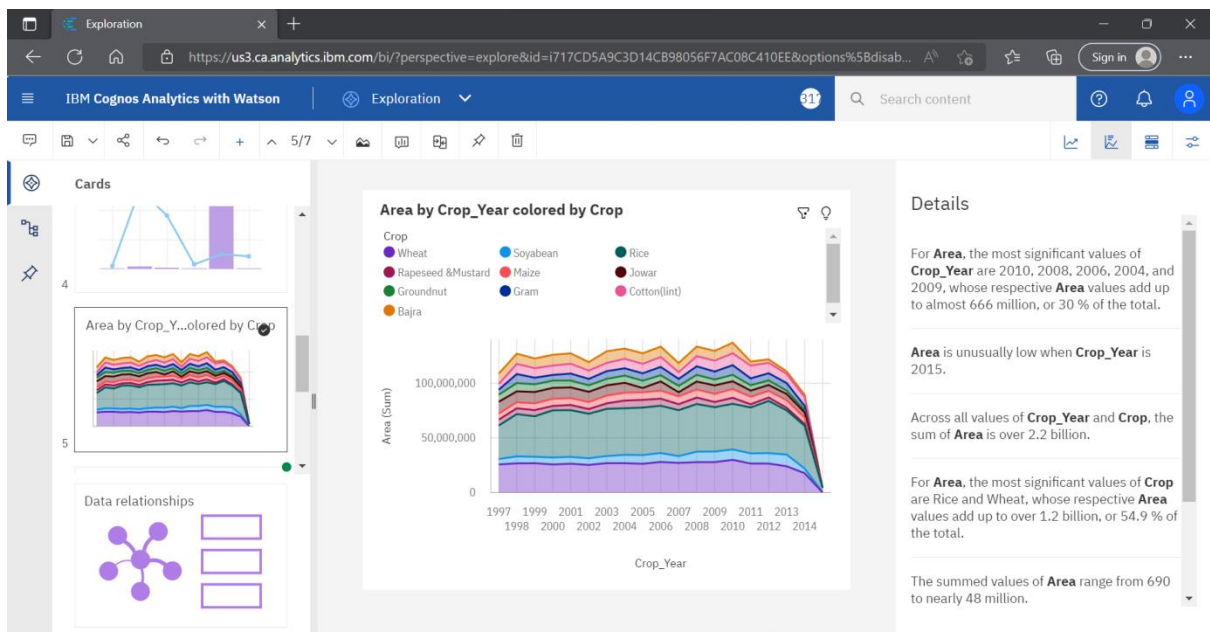 Exploration
https://us3.ca.analytics.ibm.com/bi/?perspective=explore&id=i717CD5A9C3D14CB98056F7AC08C410EE&options%5Bdisab...
Sign in
IBM Cognos Analytics with Watson
Exploration
317
Search content
5/7
Cards
4
Area by Crop_Y...olored by Crop
5
Data relationships
Area by Crop_Year colored by Crop
Crop
Wheat Soyabean Rice
Rapeseed &Mustard Maize Jowar
Groundnut Gram Cotton(lint)
Bajra
Area (Sum)
100,000,000
50,000,000
0
1997 1999 2001 2003 2005 2007 2009 2011 2013
1998 2000 2002 2004 2006 2008 2010 2012 2014
Crop_Year
Details
For Area, the most significant values of
Crop_Year are 2010, 2008, 2006, 2004, and
2009, whose respective Area values add up
to almost 666 million, or 30 % of the total.
Area is unusually low when Crop_Year is
2015.
Across all values of Crop_Year and Crop, the
sum of Area is over 2.2 billion.
For Area, the most significant values of Crop
are Rice and Wheat, whose respective Area
values add up to over 1.2 billion, or 54.9 % of
the total.
The summed values of Area range from 690
to nearly 48 million.